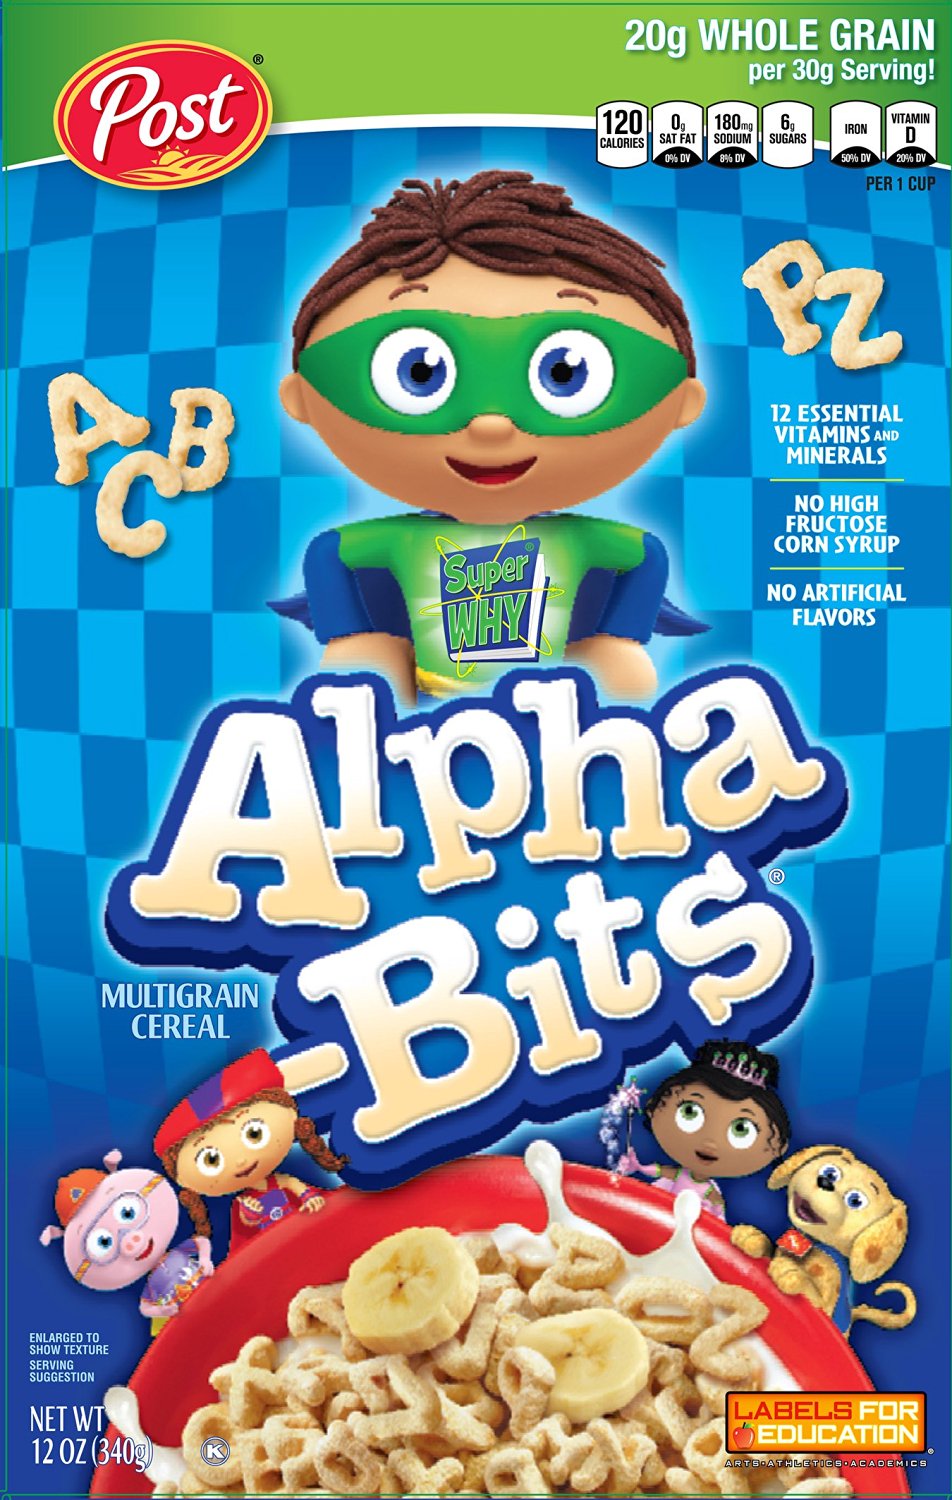 Post®
20g WHOLE GRAIN
per 30g Serving!
120
CALORIES
0g
SAT FAT
0% DV
180mg
SODIUM
8% DV
6g
SUGARS
IRON
50% DV
VITAMIN
D
20% DV
PER 1 CUP
P Z
A C B
12 ESSENTIAL
VITAMINS AND
MINERALS
NO HIGH
FRUCTOSE
CORN SYRUP
NO ARTIFICIAL
FLAVORS
Super®
WHY
Alpha
-Bits®
MULTIGRAIN
CEREAL
ENLARGED TO
SHOW TEXTURE
SERVING
SUGGESTION
NET WT
12 OZ (340g)
K
LABELS FOR
EDUCATION®
ARTS•ATHLETICS•ACADEMICS